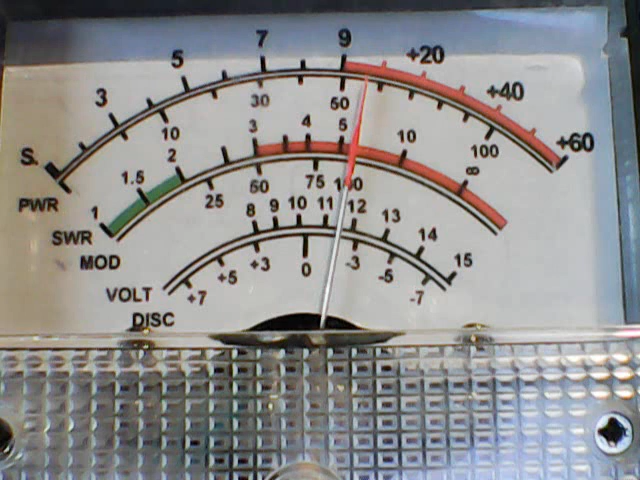 S. 3 5 7 9 +20 +40 +60
PWR 10 30 50 100
SWR 1 1.5 2 3 4 5 10 ∞
MOD 25 50 75 100
VOLT 8 9 10 11 12 13 14 15
DISC +7 +5 +3 0 -3 -5 -7